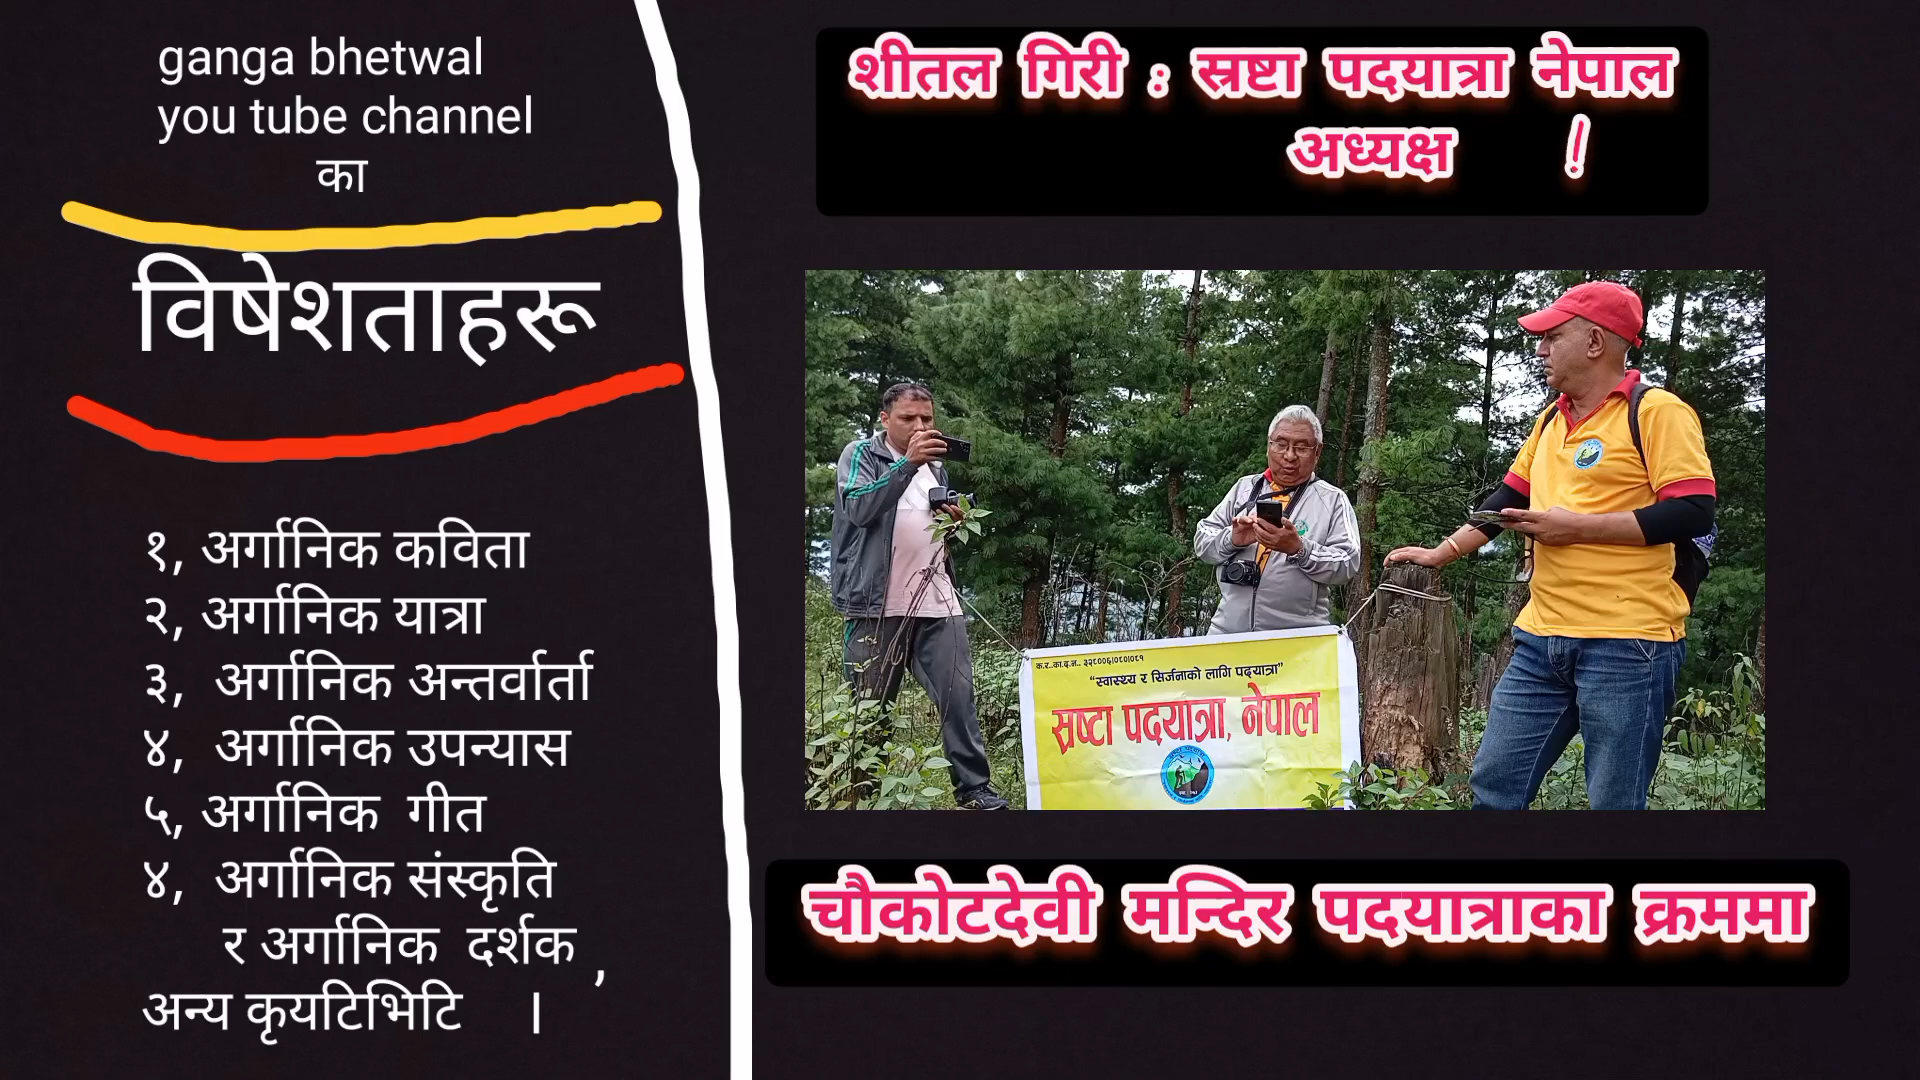 ganga bhetwal
you tube channel
का
विषेशताहरू
१, अर्गानिक कविता
२, अर्गानिक यात्रा
३, अर्गानिक अन्तर्वार्ता
४, अर्गानिक उपन्यास
५, अर्गानिक गीत
४, अर्गानिक संस्कृति
र अर्गानिक दर्शक ,
अन्य कृयटिभिटि ।
शीतल गिरी : स्रष्टा पदयात्रा नेपाल
अध्यक्ष !
"स्वास्थ्य र सिर्जनाको लागि पदयात्रा"
स्रष्टा पदयात्रा, नेपाल
चौकोटदेवी मन्दिर पदयात्राका क्रममा